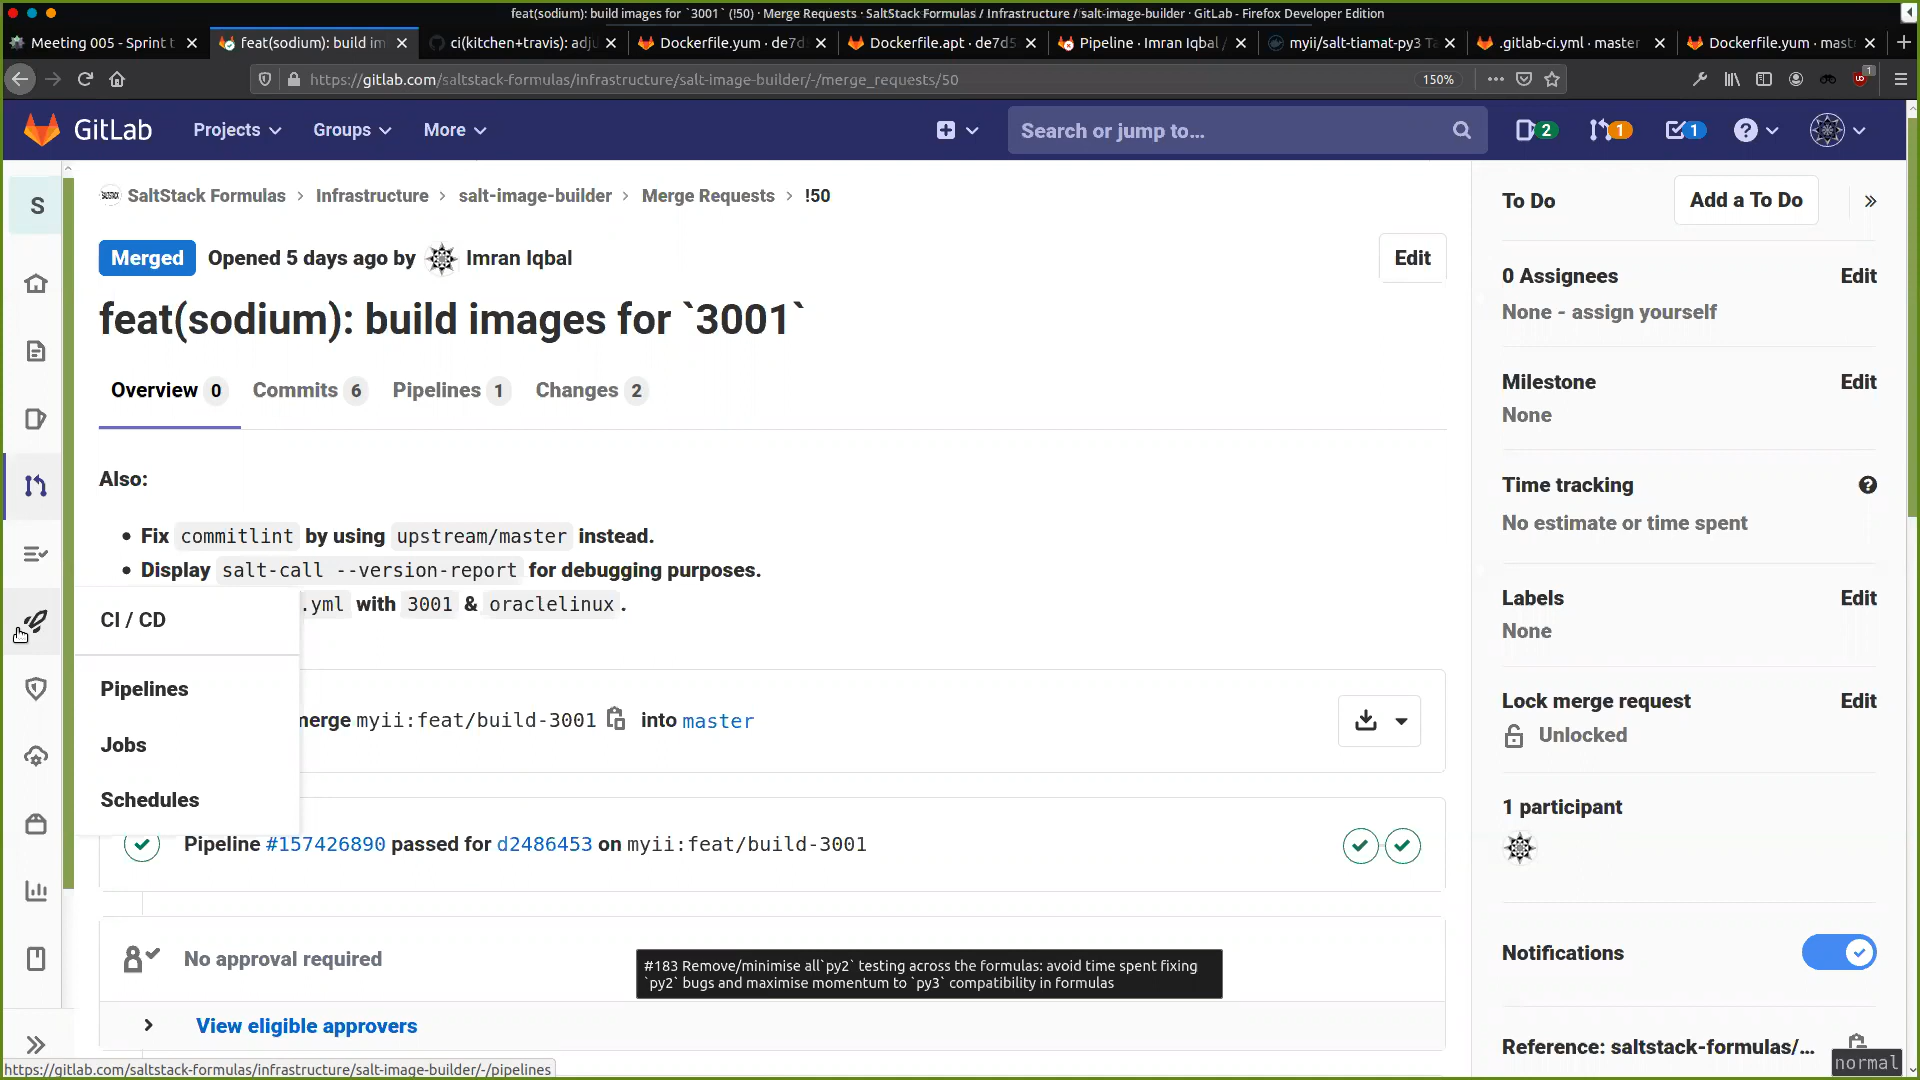 feat(sodium): build images for `3001` (!50) · Merge Requests · SaltStack Formulas / Infrastructure / salt-image-builder · GitLab - Firefox Developer Edition
Meeting 005 - Sprint t
feat(sodium): build im
ci(kitchen+travis): adju
Dockerfile.yum · de7d
Dockerfile.apt · de7d5
Pipeline · Imran Iqbal /
myii/salt-tiamat-py3 Ta
.gitlab-ci.yml · master
Dockerfile.yum · mast
https://gitlab.com/saltstack-formulas/infrastructure/salt-image-builder/-/merge_requests/50
150%
1
GitLab
Projects
Groups
More
Search or jump to…
2
1
1
S
SaltStack Formulas › Infrastructure › salt-image-builder › Merge Requests › !50
Merged
Opened 5 days ago by Imran Iqbal
Edit
feat(sodium): build images for `3001`
Overview 0
Commits 6
Pipelines 1
Changes 2
Also:
• Fix commitlint by using upstream/master instead.
• Display salt-call --version-report for debugging purposes.
.yml with 3001 & oraclelinux.
CI / CD
Pipelines
Jobs
Schedules
merge myii:feat/build-3001 into master
Pipeline #157426890 passed for d2486453 on myii:feat/build-3001
No approval required
#183 Remove/minimise all`py2` testing across the formulas: avoid time spent fixing
`py2` bugs and maximise momentum to `py3` compatibility in formulas
View eligible approvers
To Do
Add a To Do
0 Assignees
Edit
None - assign yourself
Milestone
Edit
None
Time tracking
No estimate or time spent
Labels
Edit
None
Lock merge request
Edit
Unlocked
1 participant
Notifications
Reference: saltstack-formulas/...
normal
https://gitlab.com/saltstack-formulas/infrastructure/salt-image-builder/-/pipelines